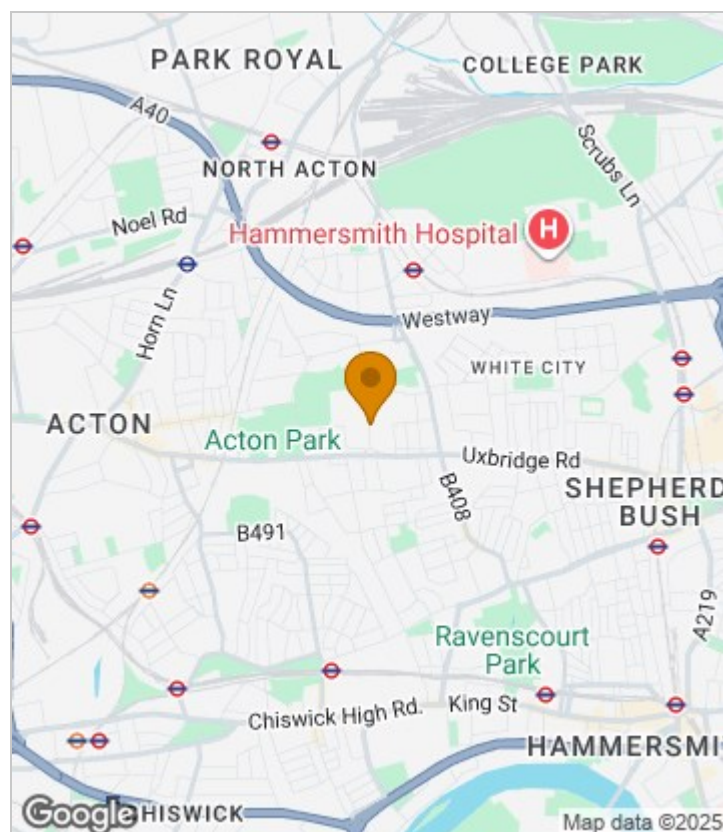 PARK ROYAL
COLLEGE PARK
A40
Scrubs Ln
NORTH ACTON
Noel Rd
Hammersmith Hospital
H
Horn Ln
Westway
WHITE CITY
ACTON
Acton Park
Uxbridge Rd
SHEPHERD
BUSH
B408
B491
A219
Ravenscourt
Park
Chiswick High Rd.
King St
HAMMERSMI
Google
CHISWICK
Map data ©2025